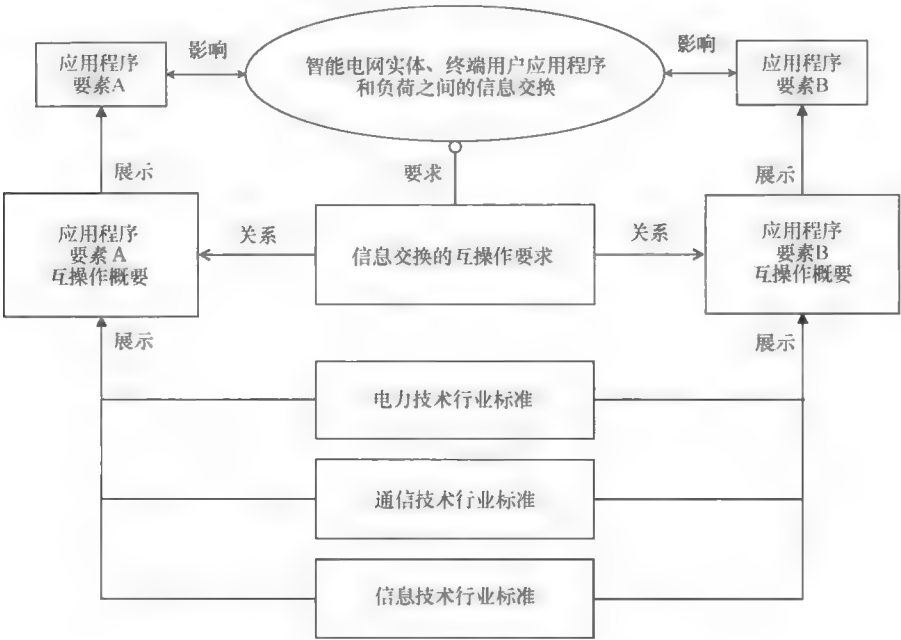 影响
影响
应用程序
要素A
智能电网实体、终端用户应用程序
和负荷之间的信息交换
应用程序
要素B
展示
要求
展示
应用程序
要素A
互操作概要
关系
信息交换的互操作要求
关系
应用程序
要素B
互操作概要
展示
展示
电力技术行业标准
通信技术行业标准
信息技术行业标准